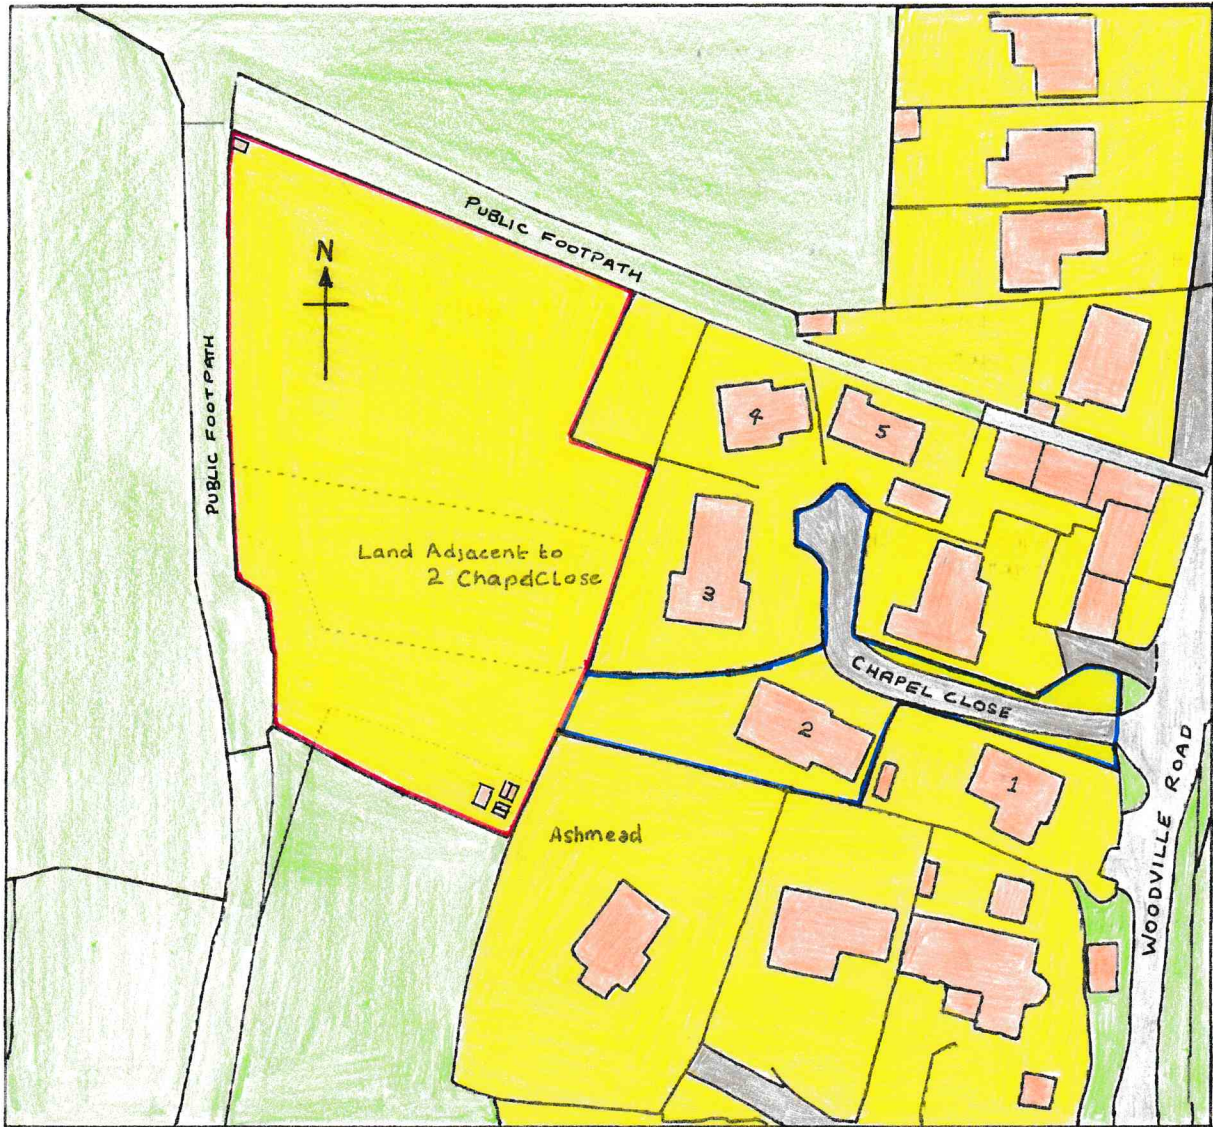 PUBLIC FOOTPATH
N
PUBLIC FOOTPATH
4
5
Land Adjacent to
2 ChapelClose
3
CHAPEL CLOSE
2
1
WOODVILLE ROAD
Ashmead